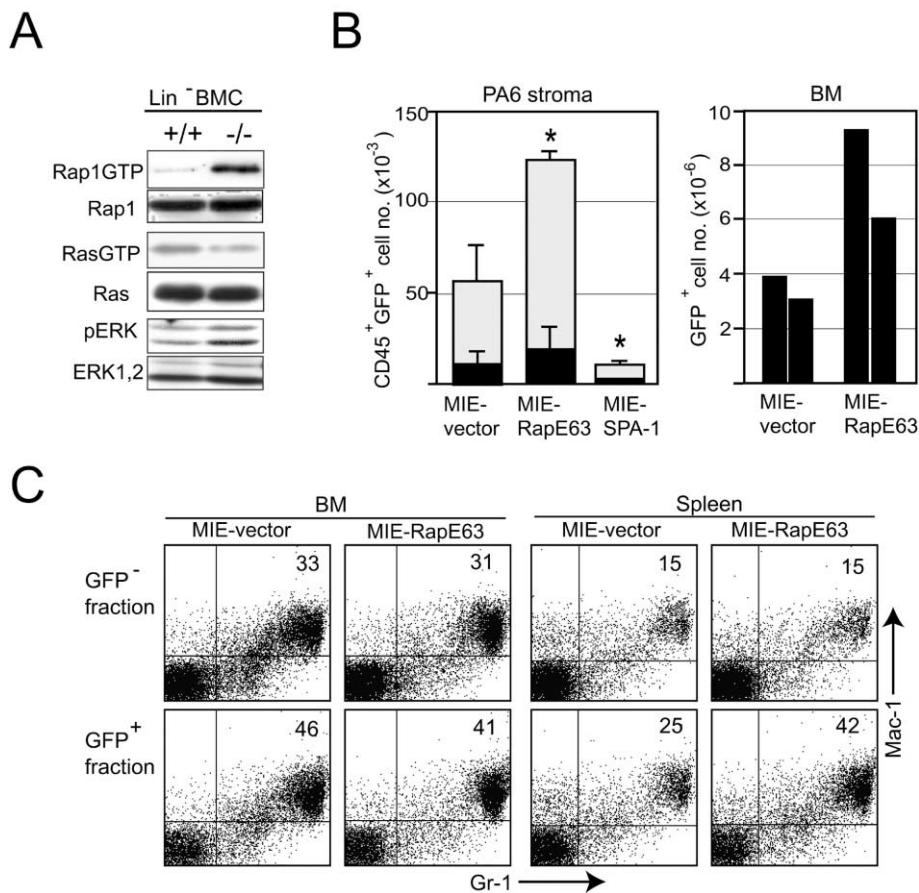 A
Lin - BMC
+/+ -/-
Rap1GTP
Rap1
RasGTP
Ras
pERK
ERK1,2
B
PA6 stroma
CD45 + GFP + cell no. (x10-3)
150
100
50
*
*
MIE-vector
MIE-RapE63
MIE-SPA-1
BM
GFP + cell no. (x10-6)
10
8
6
4
2
MIE-vector
MIE-RapE63
C
BM
Spleen
MIE-vector MIE-RapE63 MIE-vector MIE-RapE63
GFP - fraction
33 31 15 15
GFP + fraction
46 41 25 42
Mac-1
Gr-1